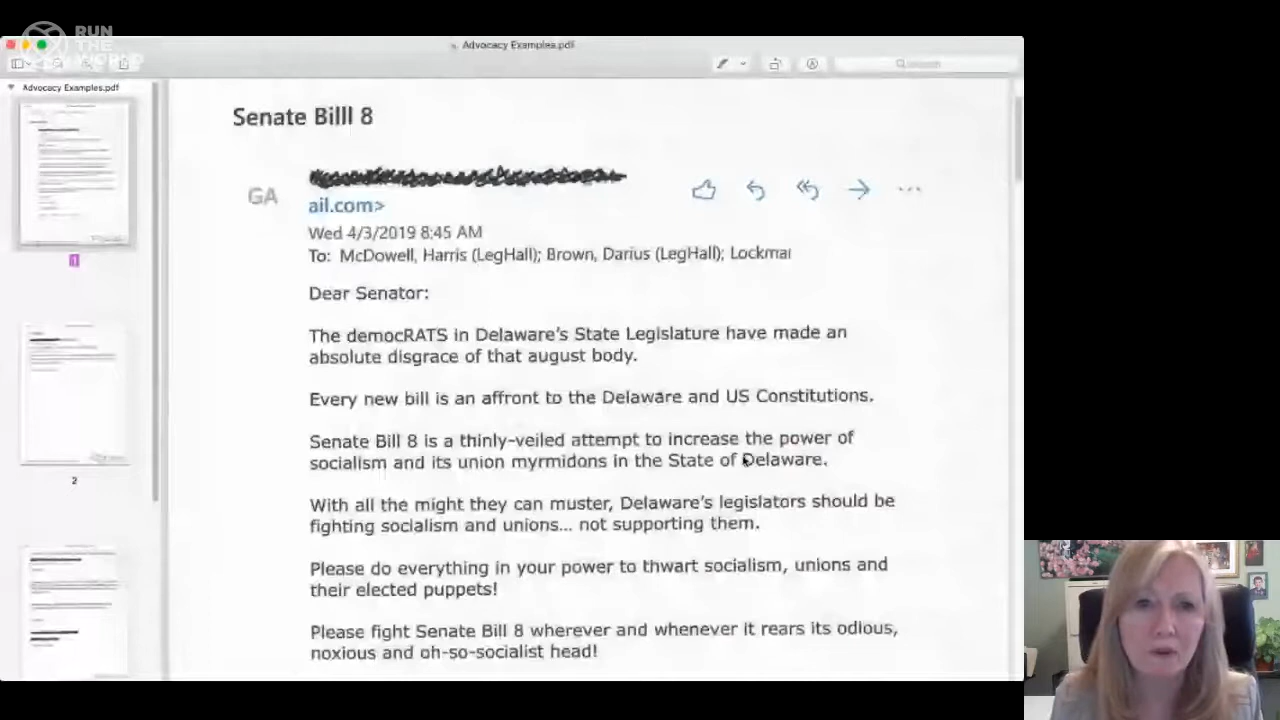 RUN
THE
WORLD
Advocacy Examples.pdf
Search
Advocacy Examples.pdf
1
2
Senate Billl 8
GA
ail.com>
Wed 4/3/2019 8:45 AM
To: McDowell, Harris (LegHall); Brown, Darius (LegHall); Lockmar
Dear Senator:
The democRATS in Delaware's State Legislature have made an
absolute disgrace of that august body.
Every new bill is an affront to the Delaware and US Constitutions.
Senate Bill 8 is a thinly-veiled attempt to increase the power of
socialism and its union myrmidons in the State of Delaware.
With all the might they can muster, Delaware's legislators should be
fighting socialism and unions... not supporting them.
Please do everything in your power to thwart socialism, unions and
their elected puppets!
Please fight Senate Bill 8 wherever and whenever it rears its odious,
noxious and oh-so-socialist head!